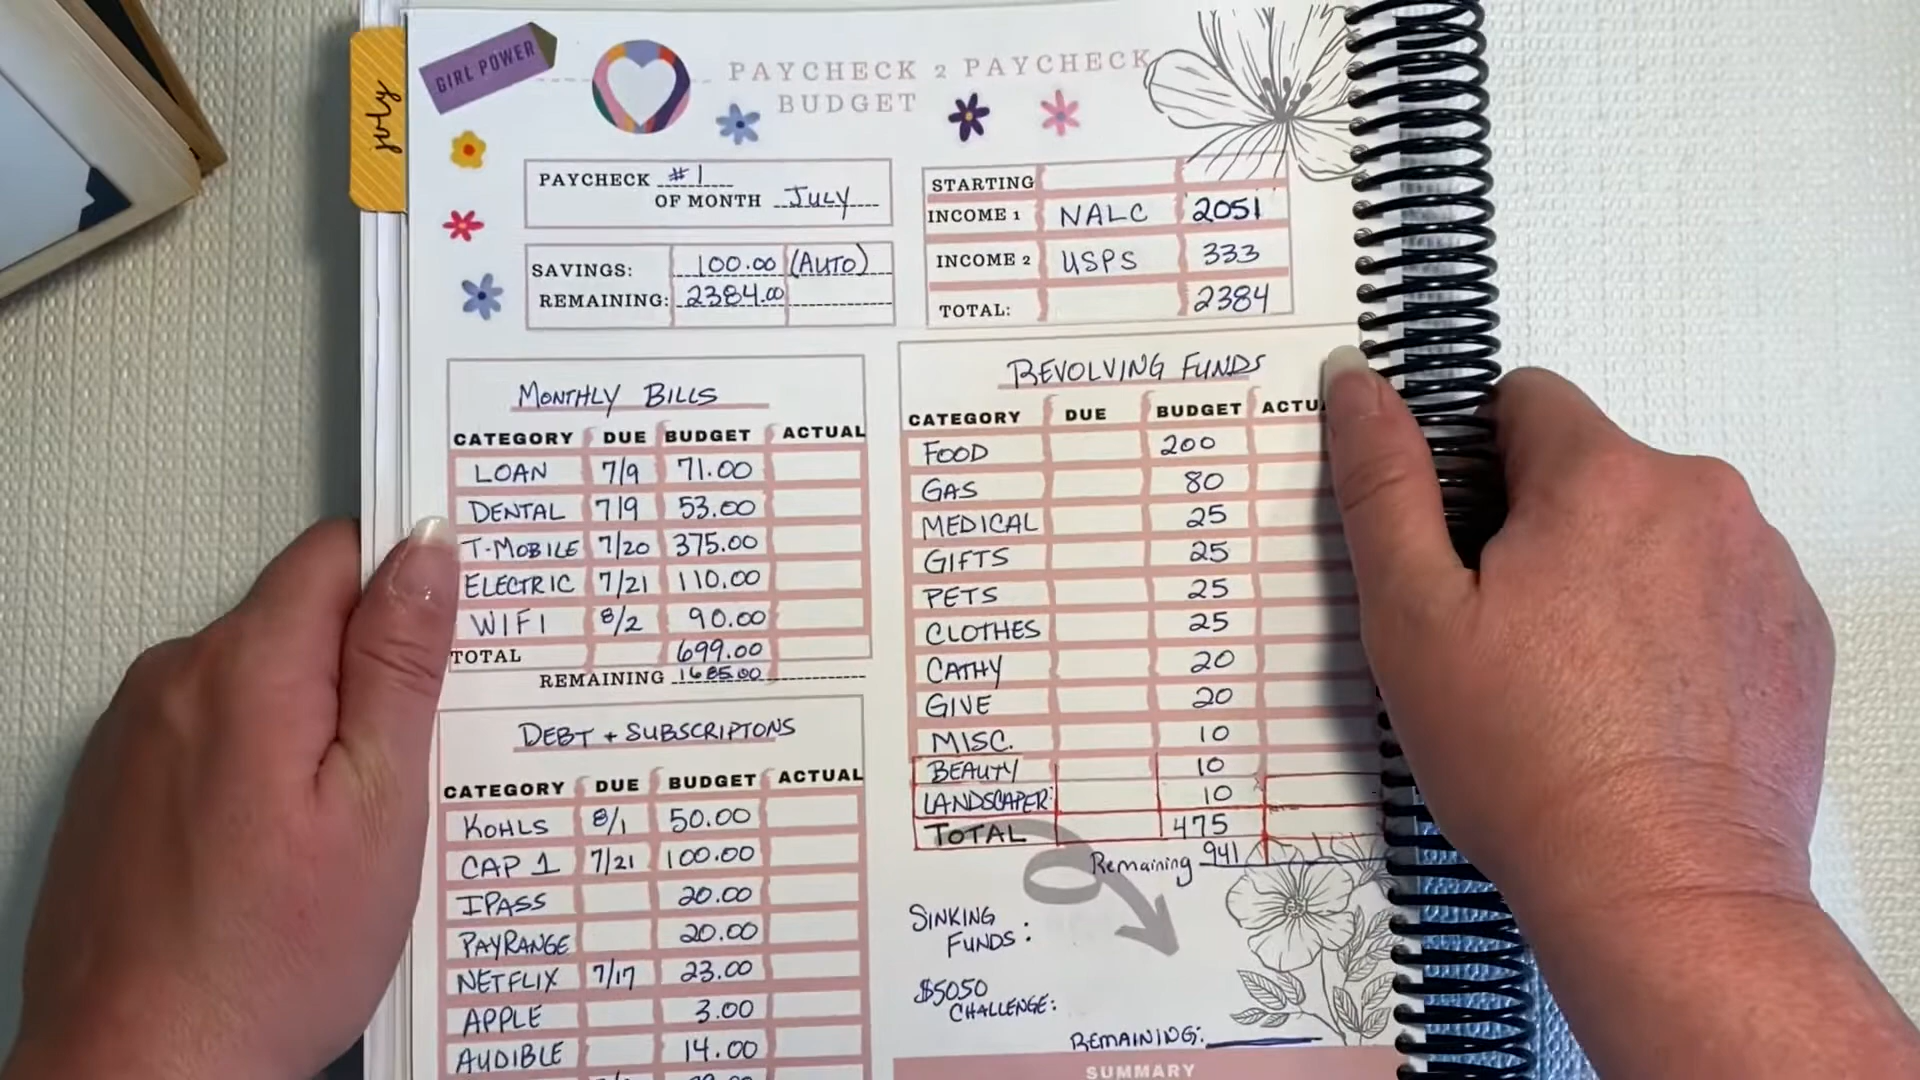 GIRL POWER
july
PAYCHECK 2 PAYCHECK
BUDGET
PAYCHECK #1
OF MONTH JULY
SAVINGS: 100.00 (AUTO)
REMAINING: 2384.00
STARTING
INCOME 1 NALC 2051
INCOME 2 USPS 333
TOTAL: 2384
MONTHLY BILLS
CATEGORY DUE BUDGET ACTUAL
LOAN 7/9 71.00
DENTAL 7/9 53.00
T-MOBILE 7/20 375.00
ELECTRIC 7/21 110.00
WIFI 8/2 90.00
TOTAL 699.00
REMAINING 1685.00
DEBT + SUBSCRIPTONS
CATEGORY DUE BUDGET ACTUAL
KOHLS 8/1 50.00
CAP 1 7/21 100.00
IPASS 20.00
PAYRANGE 20.00
NETFLIX 7/17 23.00
APPLE 3.00
AUDIBLE 14.00
REVOLVING FUNDS
CATEGORY DUE BUDGET ACTU
FOOD 200
GAS 80
MEDICAL 25
GIFTS 25
PETS 25
CLOTHES 25
CATHY 20
GIVE 20
MISC. 10
BEAUTY 10
LANDSCAPER: 10
TOTAL 475
Remaining 941
SINKING
FUNDS:
$5050
CHALLENGE:
REMAINING:
SUMMARY